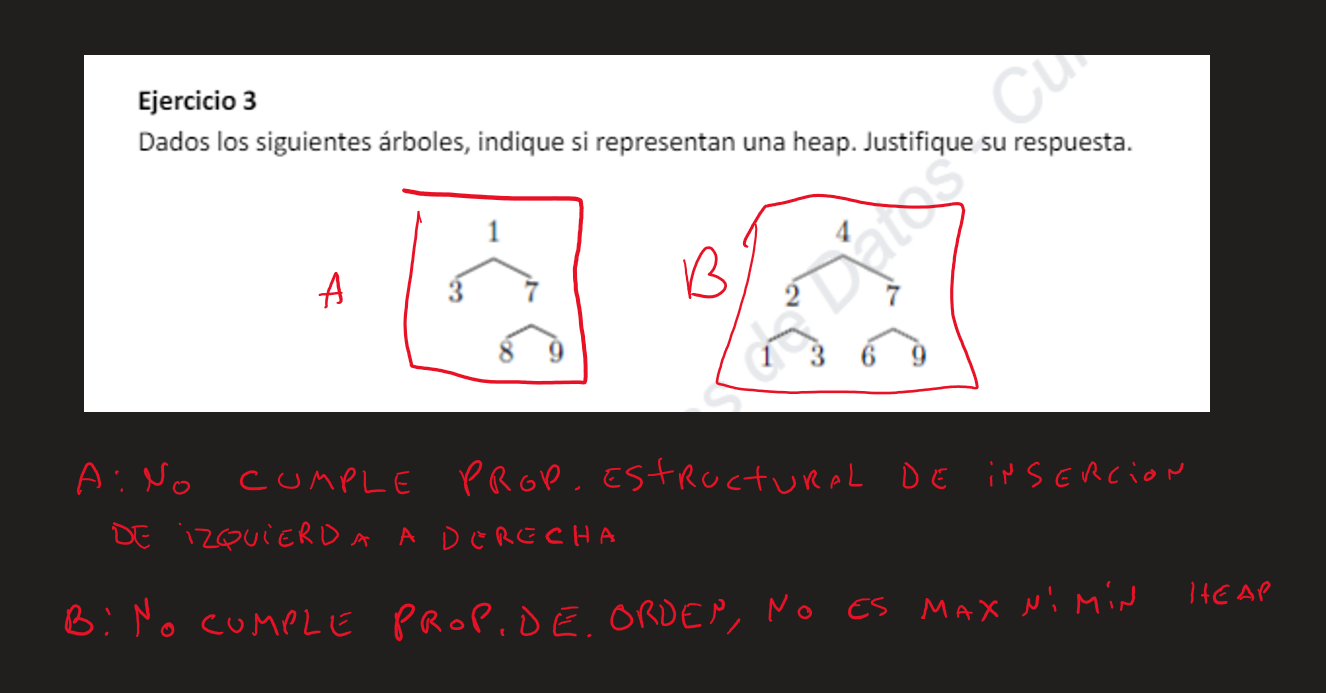 Ejercicio 3
Dados los siguientes árboles, indique si representan una heap. Justifique su respuesta.
A
1
3 7
8 9
B
4
2 7
1 3 6 9
de Datos - Cu
A: NO CUMPLE PROP. ESTRUCTURAL DE INSERCION
DE IZQUIERDA A DERECHA
B: NO CUMPLE PROP. DE. ORDEN, NO ES MAX Ni MiN HEAP